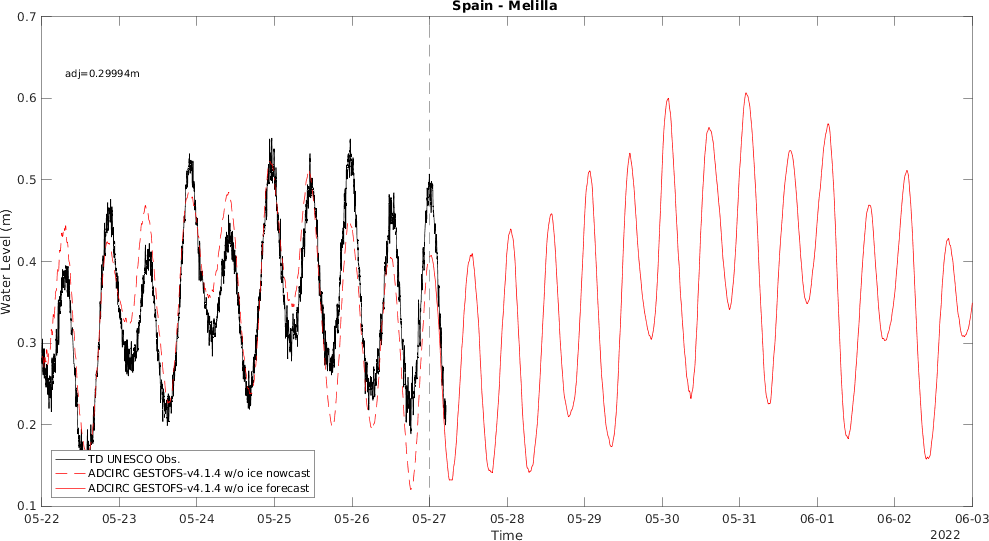 Spain - Melilla
0.7
0.6
0.5
0.4
0.3
0.2
0.1
Water Level (m)
adj=0.29994m
TD UNESCO Obs.
ADCIRC GESTOFS-v4.1.4 w/o ice nowcast
ADCIRC GESTOFS-v4.1.4 w/o ice forecast
05-22 05-23 05-24 05-25 05-26 05-27 05-28 05-29 05-30 05-31 06-01 06-02 06-03
Time
2022